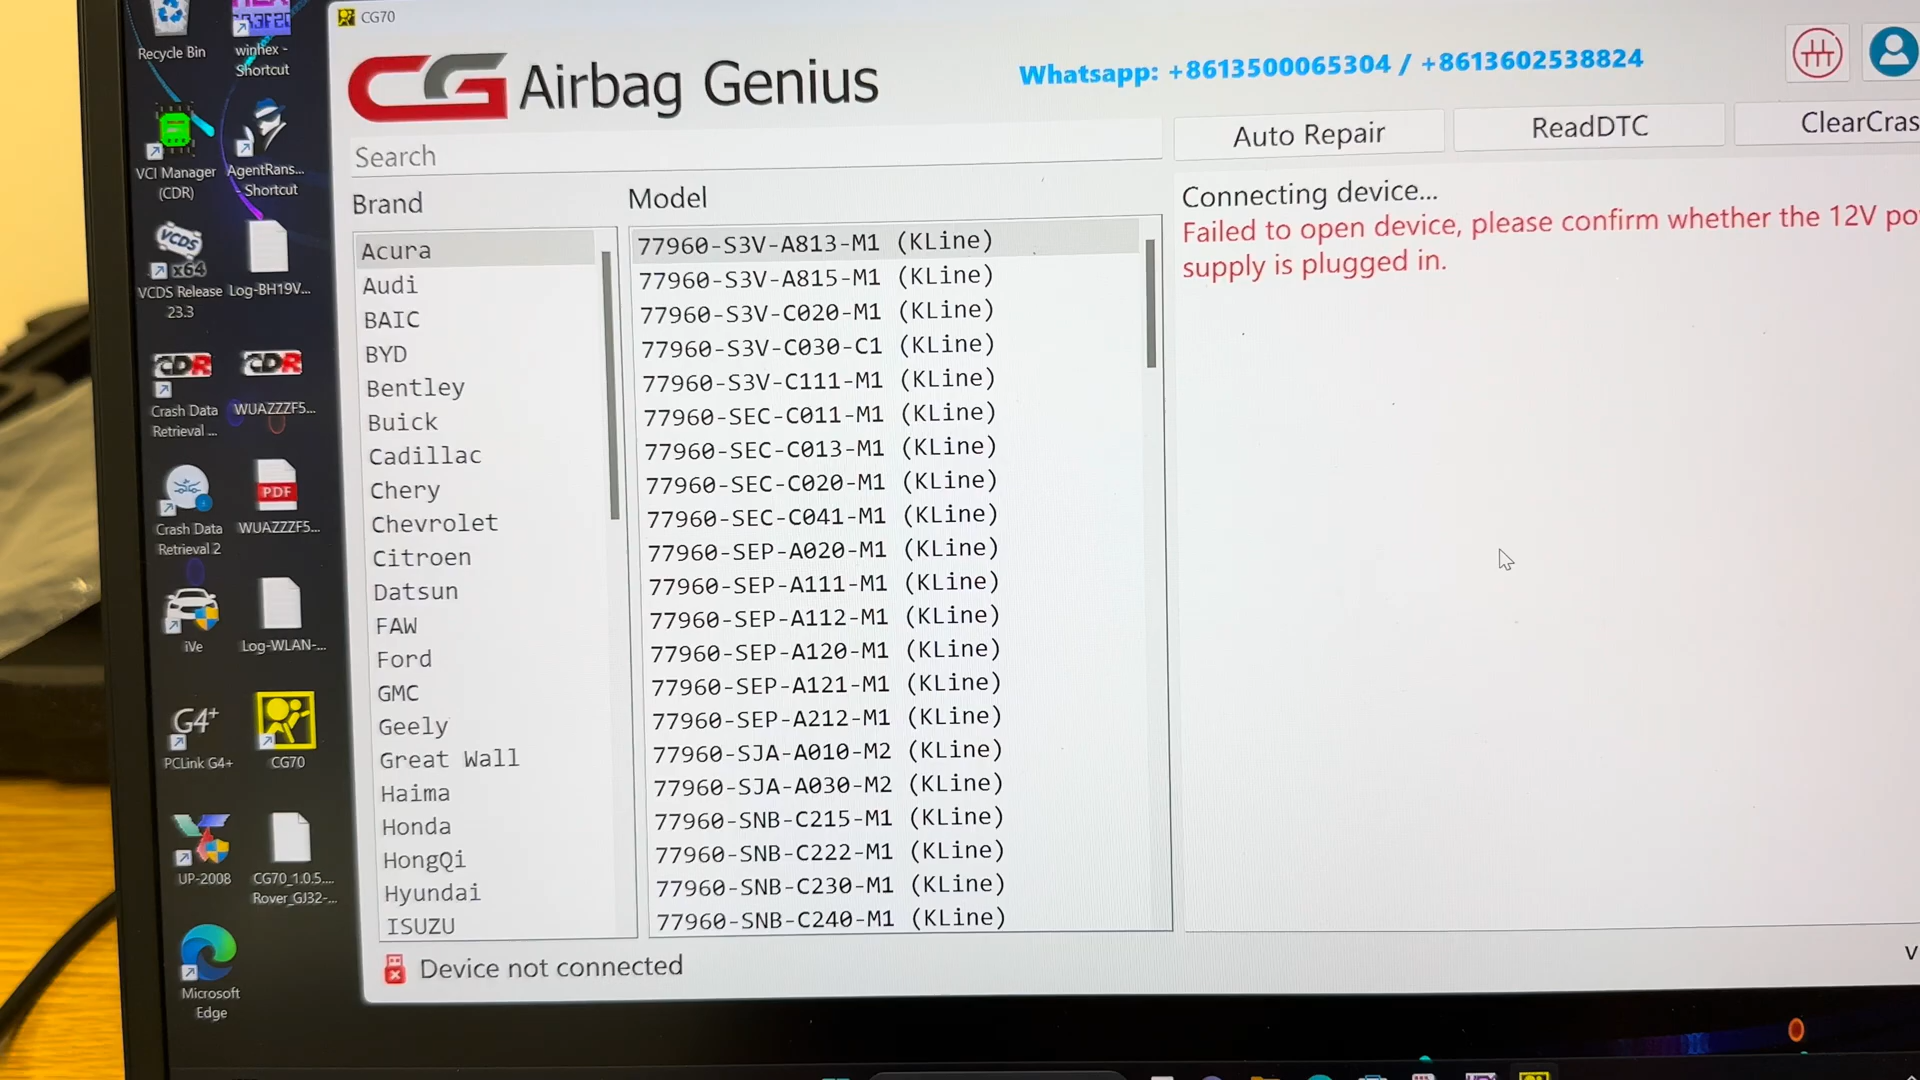 CG70
Recycle Bin
winhex -
Shortcut
CG Airbag Genius
Whatsapp: +8613500065304 / +8613602538824
VCI Manager
(CDR)
AgentRans...
- Shortcut
Search
Auto Repair
ReadDTC
ClearCras
Brand
Model
Connecting device...
Failed to open device, please confirm whether the 12V po
supply is plugged in.
Acura
Audi
BAIC
BYD
Bentley
Buick
Cadillac
Chery
Chevrolet
Citroen
Datsun
FAW
Ford
GMC
Geely
Great Wall
Haima
Honda
HongQi
Hyundai
ISUZU
77960-S3V-A813-M1 (KLine)
77960-S3V-A815-M1 (KLine)
77960-S3V-C020-M1 (KLine)
77960-S3V-C030-C1 (KLine)
77960-S3V-C111-M1 (KLine)
77960-SEC-C011-M1 (KLine)
77960-SEC-C013-M1 (KLine)
77960-SEC-C020-M1 (KLine)
77960-SEC-C041-M1 (KLine)
77960-SEP-A020-M1 (KLine)
77960-SEP-A111-M1 (KLine)
77960-SEP-A112-M1 (KLine)
77960-SEP-A120-M1 (KLine)
77960-SEP-A121-M1 (KLine)
77960-SEP-A212-M1 (KLine)
77960-SJA-A010-M2 (KLine)
77960-SJA-A030-M2 (KLine)
77960-SNB-C215-M1 (KLine)
77960-SNB-C222-M1 (KLine)
77960-SNB-C230-M1 (KLine)
77960-SNB-C240-M1 (KLine)
VCDS
x64
VCDS Release
23.3
Log-BH19V...
CDR
Crash Data
Retrieval ...
CDR
WUAZZZF5...
Crash Data
Retrieval 2
PDF
WUAZZZF5...
iVe
Log-WLAN-...
G4+
PCLink G4+
CG70
UP-2008
CG70_1.0.5....
Rover_GJ32-...
Microsoft
Edge
Device not connected
v